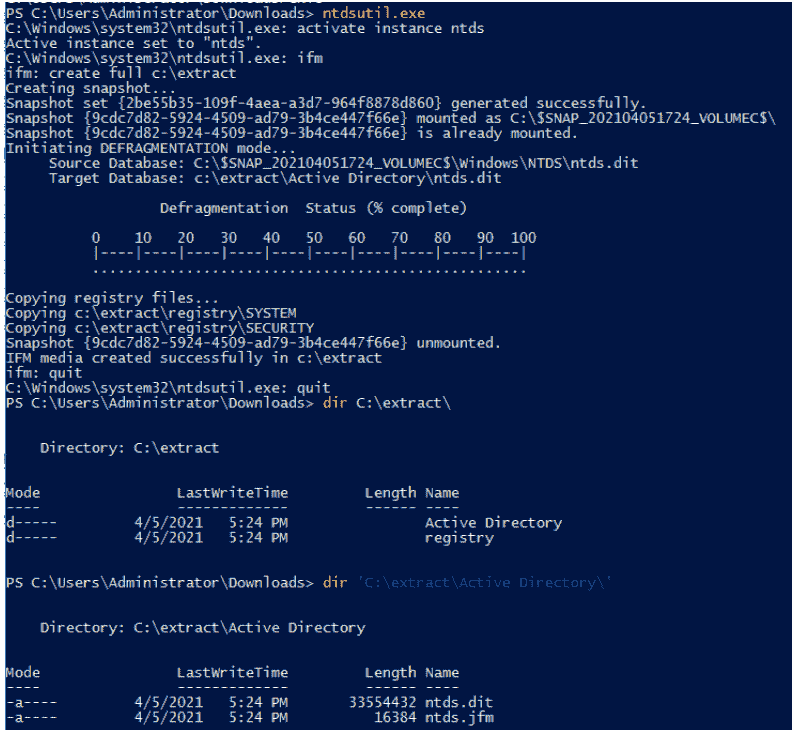 PS C:\Users\Administrator\Downloads> ntdsutil.exe
C:\Windows\system32\ntdsutil.exe: activate instance ntds
Active instance set to "ntds".
C:\Windows\system32\ntdsutil.exe: ifm
ifm: create full c:\extract
Creating snapshot...
Snapshot set {2be55b35-109f-4aea-a3d7-964f8878d860} generated successfully.
Snapshot {9cdc7d82-5924-4509-ad79-3b4ce447f66e} mounted as C:\$SNAP_202104051724_VOLUMEC$\
Snapshot {9cdc7d82-5924-4509-ad79-3b4ce447f66e} is already mounted.
Initiating DEFRAGMENTATION mode...
     Source Database: C:\$SNAP_202104051724_VOLUMEC$\Windows\NTDS\ntds.dit
     Target Database: c:\extract\Active Directory\ntds.dit
                  Defragmentation  Status (% complete)
          0    10   20   30   40   50   60   70   80   90  100
          |----|----|----|----|----|----|----|----|----|----|
          ...................................................
Copying registry files...
Copying c:\extract\registry\SYSTEM
Copying c:\extract\registry\SECURITY
Snapshot {9cdc7d82-5924-4509-ad79-3b4ce447f66e} unmounted.
IFM media created successfully in c:\extract
ifm: quit
C:\Windows\system32\ntdsutil.exe: quit
PS C:\Users\Administrator\Downloads> dir C:\extract\
    Directory: C:\extract
Mode                LastWriteTime         Length Name
----                -------------         ------ ----
d-----         4/5/2021   5:24 PM                Active Directory
d-----         4/5/2021   5:24 PM                registry
PS C:\Users\Administrator\Downloads> dir 'C:\extract\Active Directory\'
    Directory: C:\extract\Active Directory
Mode                LastWriteTime         Length Name
----                -------------         ------ ----
-a----         4/5/2021   5:24 PM       33554432 ntds.dit
-a----         4/5/2021   5:24 PM          16384 ntds.jfm